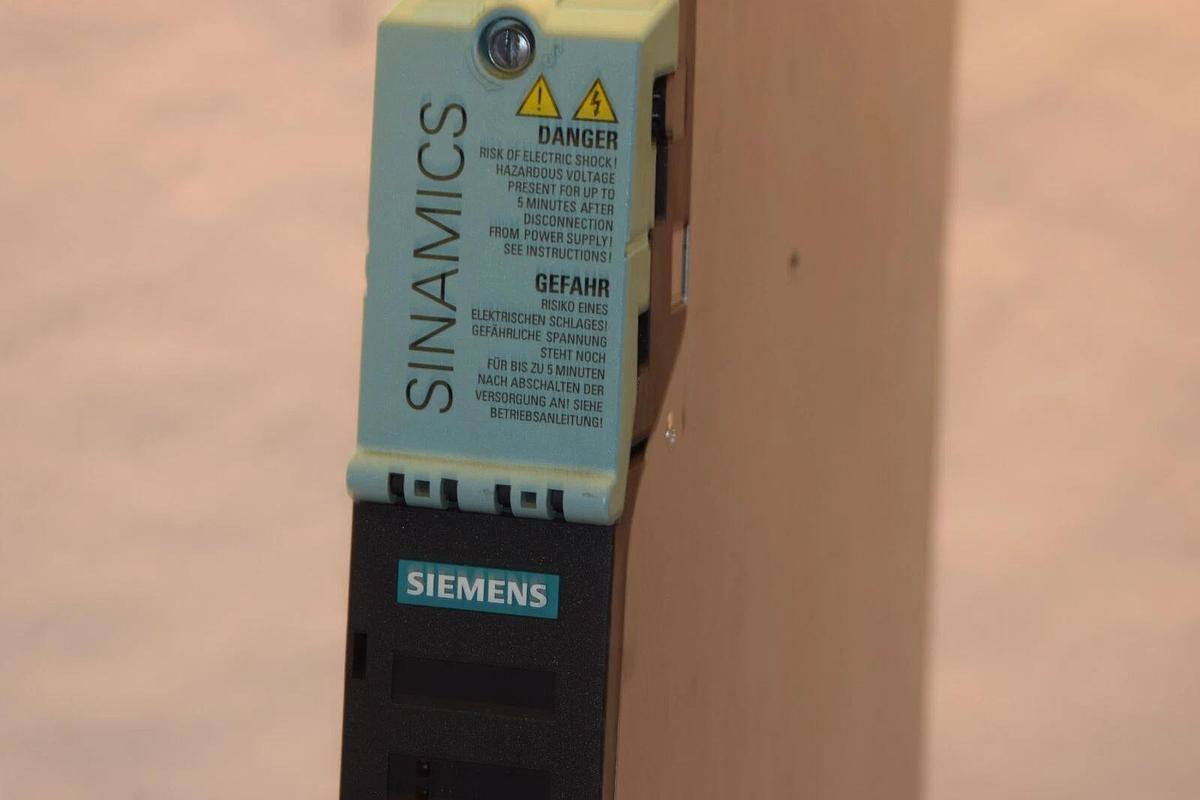 SINAMICS
DANGER
RISK OF ELECTRIC SHOCK!
HAZARDOUS VOLTAGE
PRESENT FOR UP TO
5 MINUTES AFTER
DISCONNECTION
FROM POWER SUPPLY!
SEE INSTRUCTIONS!
GEFAHR
RISIKO EINES
ELEKTRISCHEN SCHLAGES!
GEFÄHRLICHE SPANNUNG
STEHT NOCH
FÜR BIS ZU 5 MINUTEN
NACH ABSCHALTEN DER
VERSORGUNG AN! SIEHE
BETRIEBSANLEITUNG!
SIEMENS